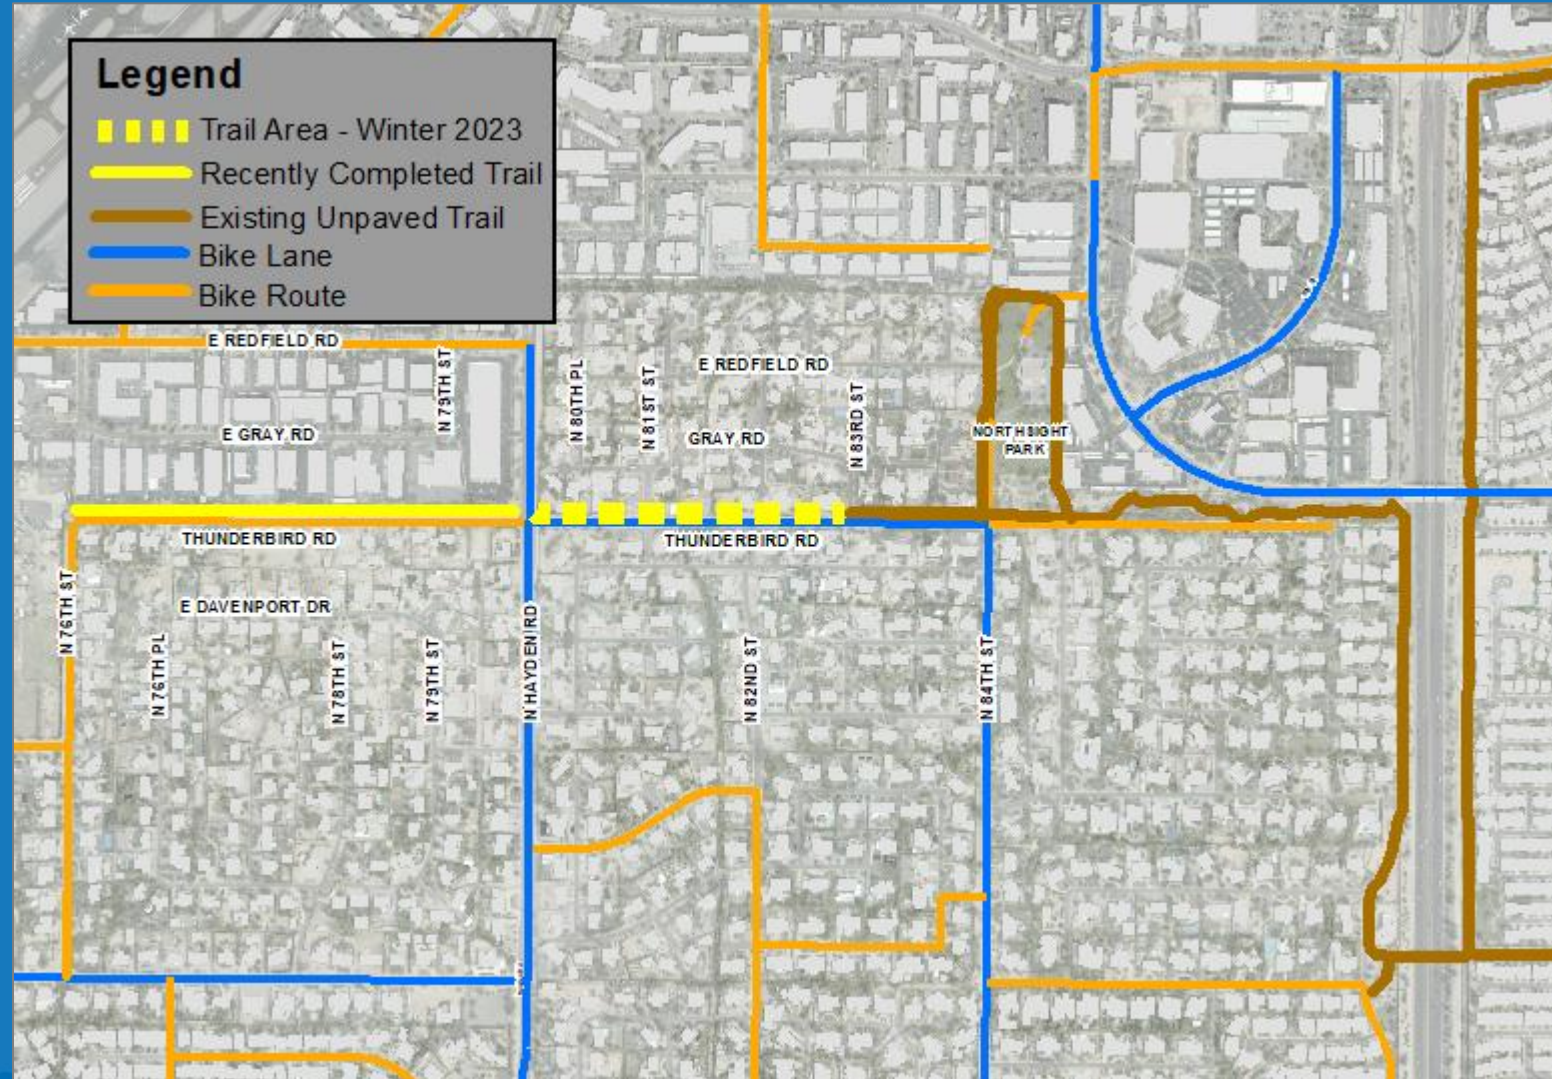 Legend
Trail Area - Winter 2023
Recently Completed Trail
Existing Unpaved Trail
Bike Lane
Bike Route
E REDFIELD RD
N 79TH ST
E GRAY RD
N 80TH PL
N 81ST ST
E REDFIELD RD
GRAY RD
N 83RD ST
NORTHSIGHT
PARK
THUNDERBIRD RD
THUNDERBIRD RD
N 76TH ST
E DAVENPORT DR
N 76TH PL
N 78TH ST
N 79TH ST
N HAYDEN RD
N 82ND ST
N 84TH ST